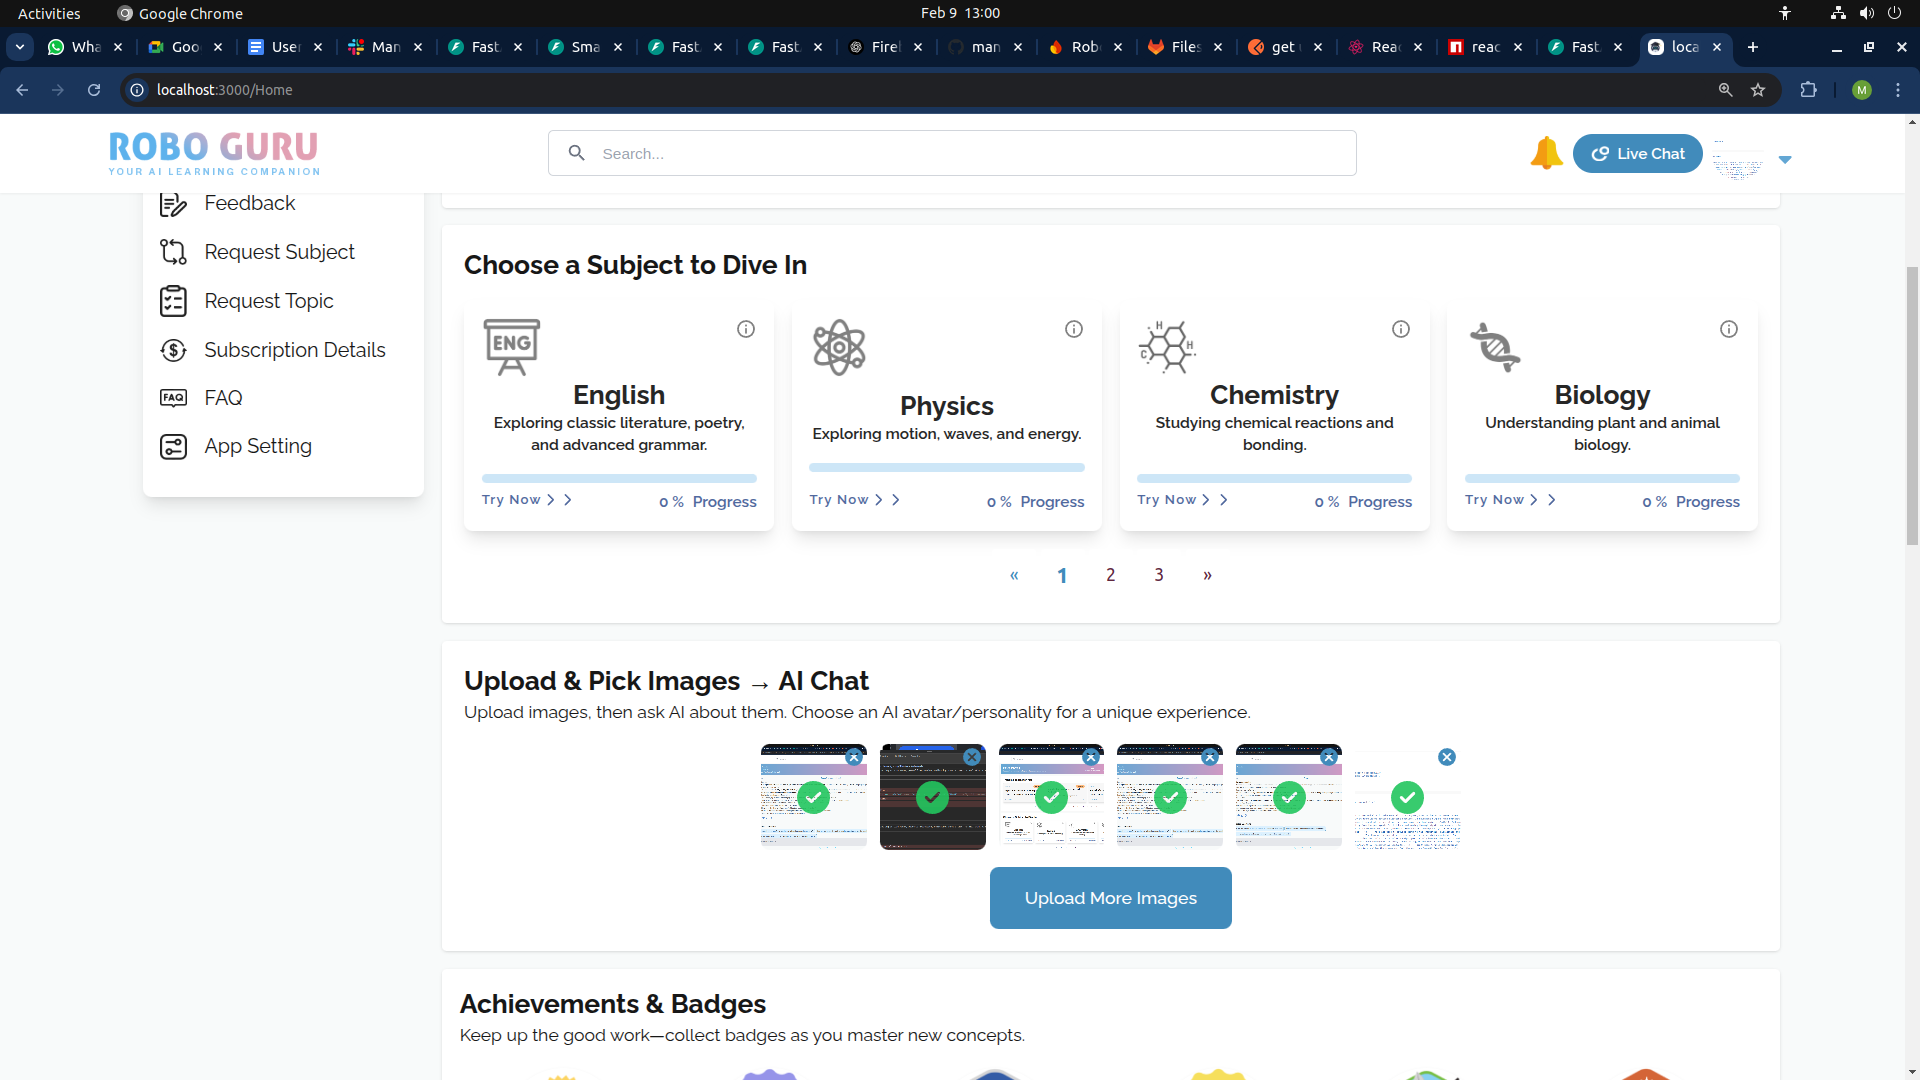 Activities
Google Chrome
Feb 9 13:00
Wha
Goo
User
Man
Fast
Sma
Fast
Fast
Firel
man
Rob
Files
get
Reac
reac
Fast
loca
localhost:3000/Home
M
ROBO GURU
YOUR AI LEARNING COMPANION
Search...
Live Chat
Feedback
Request Subject
Request Topic
Subscription Details
FAQ
FAQ
App Setting
Choose a Subject to Dive In
ENG
English
Exploring classic literature, poetry,
and advanced grammar.
Try Now
0 % Progress
Physics
Exploring motion, waves, and energy.
Try Now
0 % Progress
H
H
C
Chemistry
Studying chemical reactions and
bonding.
Try Now
0 % Progress
Biology
Understanding plant and animal
biology.
Try Now
0 % Progress
« 1 2 3 »
Upload & Pick Images → AI Chat
Upload images, then ask AI about them. Choose an AI avatar/personality for a unique experience.
Upload More Images
Achievements & Badges
Keep up the good work—collect badges as you master new concepts.